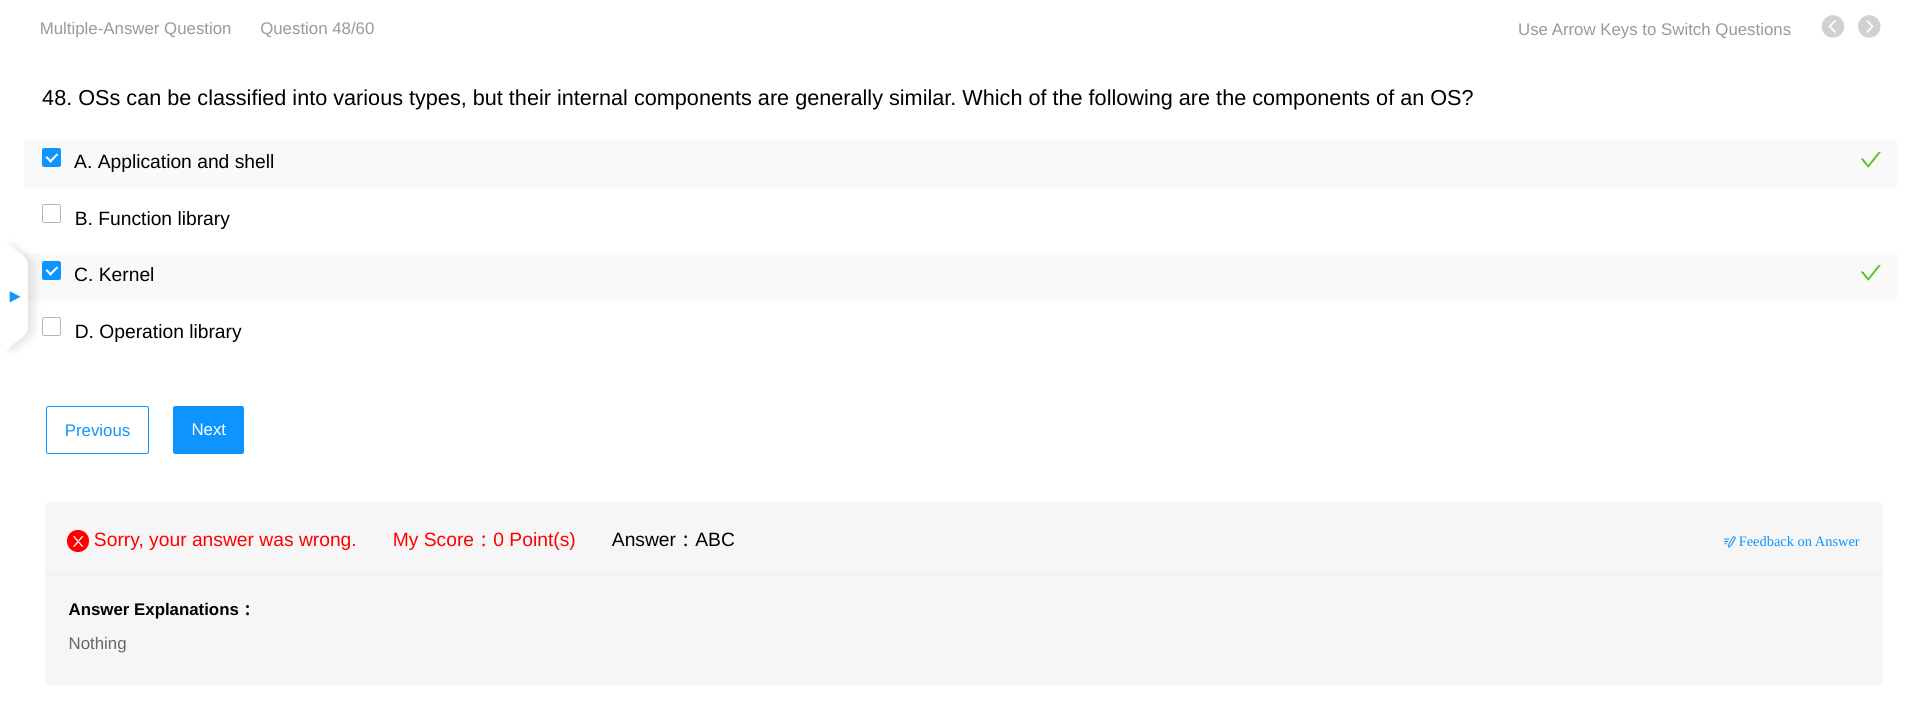 Multiple-Answer Question Question 48/60 Use Arrow Keys to Switch Questions
48. OSs can be classified into various types, but their internal components are generally similar. Which of the following are the components of an OS?
A. Application and shell
B. Function library
C. Kernel
D. Operation library
Previous Next
Sorry, your answer was wrong. My Score：0 Point(s) Answer：ABC Feedback on Answer
Answer Explanations：
Nothing